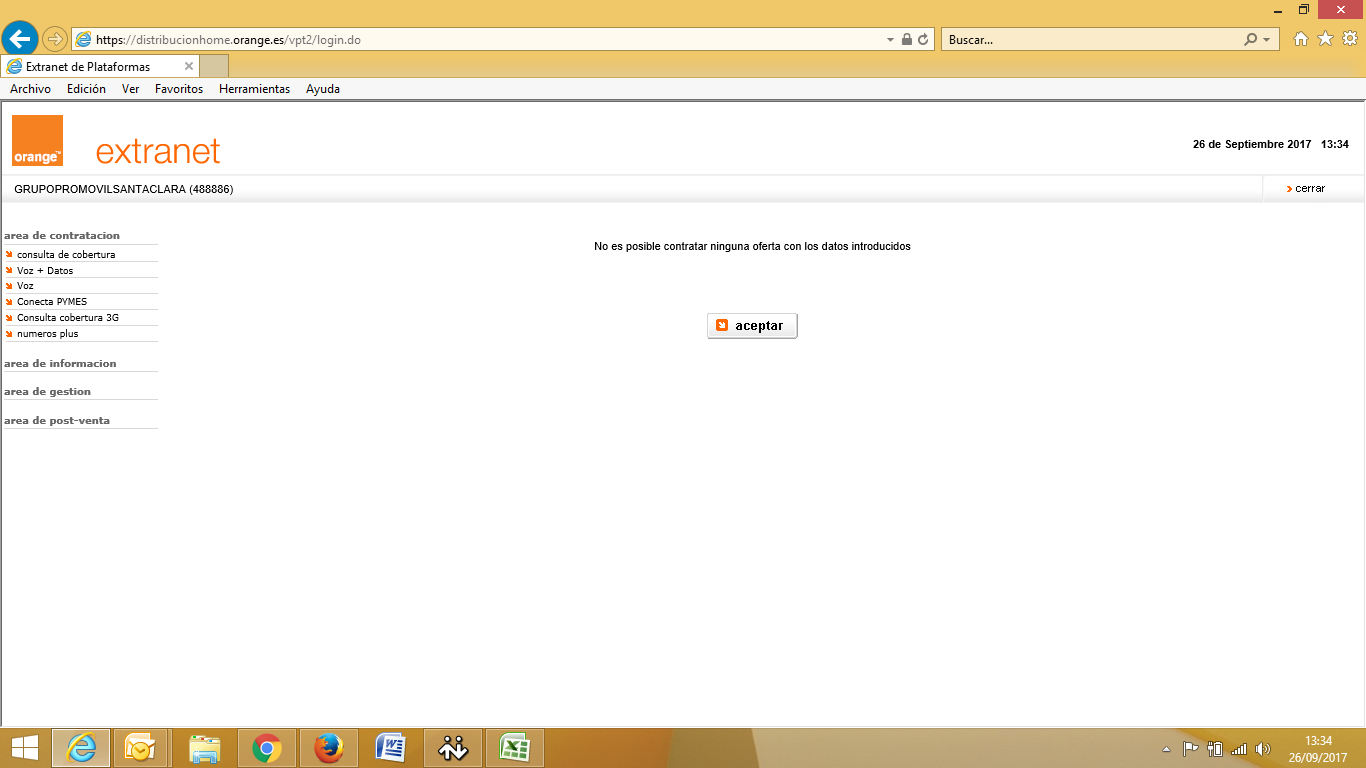 https://distribucionhome.orange.es/vpt2/login.do
Buscar...
Extranet de Plataformas
Archivo Edición Ver Favoritos Herramientas Ayuda
orange™
extranet
26 de Septiembre 2017 13:34
GRUPOPROMOVILSANTACLARA (488886)
cerrar
area de contratacion
consulta de cobertura
Voz + Datos
Voz
Conecta PYMES
Consulta cobertura 3G
numeros plus
area de informacion
area de gestion
area de post-venta
No es posible contratar ninguna oferta con los datos introducidos
aceptar
13:34
26/09/2017